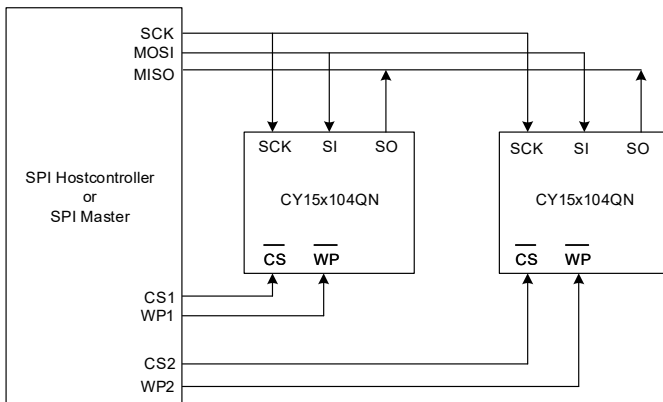 SCK
MOSI
MISO
SCK SI SO
SCK SI SO
SPI Hostcontroller
or
SPI Master
CY15x104QN
CY15x104QN
CS WP
CS WP
CS1
WP1
CS2
WP2